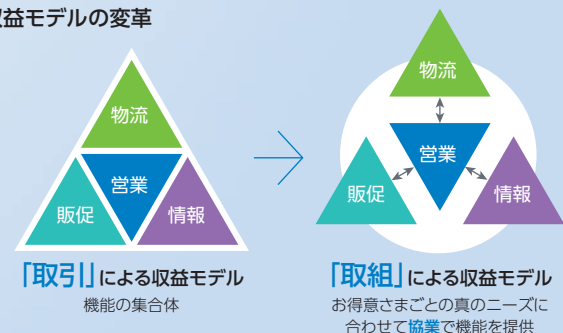 収益モデルの変革
物流
営業
販促
情報
「取引」による収益モデル
機能の集合体
物流
営業
販促
情報
「取組」による収益モデル
お得意さまごとの真のニーズに
合わせて協業で機能を提供